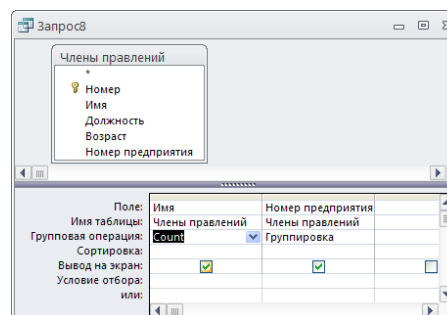 Запрос8
Члены правлений
*
Номер
Имя
Должность
Возраст
Номер предприятия
Поле: Имя Номер предприятия
Имя таблицы: Члены правлений Члены правлений
Групповая операция: Count Группировка
Сортировка:
Вывод на экран:
Условие отбора:
или: